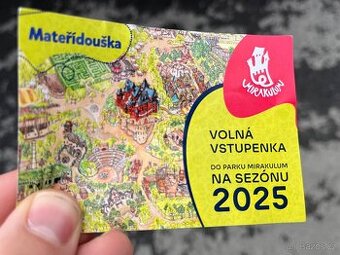 Mateřídouška
MIRAKULUM
VOLNÁ
VSTUPENKA
DO PARKU MIRAKULUM
NA SEZÓNU
2025